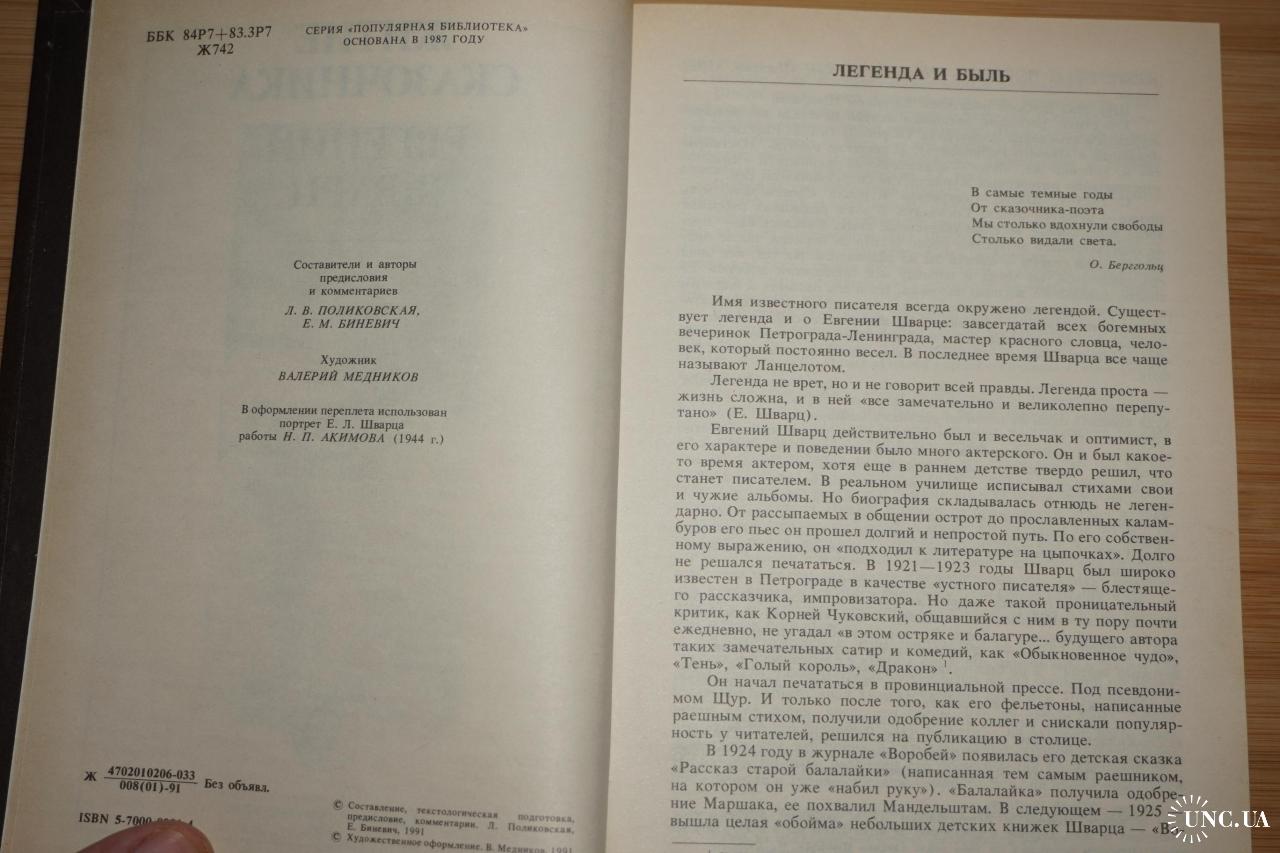 ББК 84Р7+83.3Р7
Ж742
СЕРИЯ «ПОПУЛЯРНАЯ БИБЛИОТЕКА»
ОСНОВАНА В 1987 ГОДУ
Составители и авторы
предисловия
и комментариев
Л. В. ПОЛИКОВСКАЯ,
Е. М. БИНЕВИЧ
Художник
ВАЛЕРИЙ МЕДНИКОВ
В оформлении переплета использован
портрет Е. Л. Шварца
работы Н. П. АКИМОВА (1944 г.)
Ж 4702010206-033
008(01)-91 Без объявл.
ISBN 5-7000-
© Составление, текстологическая подготовка,
предисловие, комментарии. Л. Поликовская,
Е. Биневич, 1991
© Художественное оформление. В. Медников, 1991
ЛЕГЕНДА И БЫЛЬ
В самые темные годы
От сказочника-поэта
Мы столько вдохнули свободы
Столько видали света.
О. Берггольц
Имя известного писателя всегда окружено легендой. Сущест-
вует легенда и о Евгении Шварце: завсегдатай всех богемных
вечеринок Петрограда-Ленинграда, мастер красного словца, чело-
век, который постоянно весел. В последнее время Шварца все чаще
называют Ланцелотом.
Легенда не врет, но и не говорит всей правды. Легенда проста —
жизнь сложна, и в ней «все замечательно и великолепно перепу-
тано» (Е. Шварц).
Евгений Шварц действительно был и весельчак и оптимист, в
его характере и поведении было много актерского. Он и был какое-
то время актером, хотя еще в раннем детстве твердо решил, что
станет писателем. В реальном училище исписывал стихами свои
и чужие альбомы. Но биография складывалась отнюдь не леген-
дарно. От рассыпаемых в общении острот до прославленных калам-
буров его пьес он прошел долгий и непростой путь. По его собствен-
ному выражению, он «подходил к литературе на цыпочках». Долго
не решался печататься. В 1921—1923 годы Шварц был широко
известен в Петрограде в качестве «устного писателя» — блестяще-
го рассказчика, импровизатора. Но даже такой проницательный
критик, как Корней Чуковский, общавшийся с ним в ту пору почти
ежедневно, не угадал «в этом остряке и балагуре... будущего автора
таких замечательных сатир и комедий, как «Обыкновенное чудо»,
«Тень», «Голый король», «Дракон» 1.
Он начал печататься в провинциальной прессе. Под псевдони-
мом Щур. И только после того, как его фельетоны, написанные
раешным стихом, получили одобрение коллег и снискали популяр-
ность у читателей, решился на публикацию в столице.
В 1924 году в журнале «Воробей» появилась его детская сказка
«Рассказ старой балалайки» (написанная тем самым раешником,
на котором он уже «набил руку»). «Балалайка» получила одобре-
ние Маршака, ее похвалил Мандельштам. В следующем — 1925 —
вышла целая «обойма» небольших детских книжек Шварца —
UNC.UA